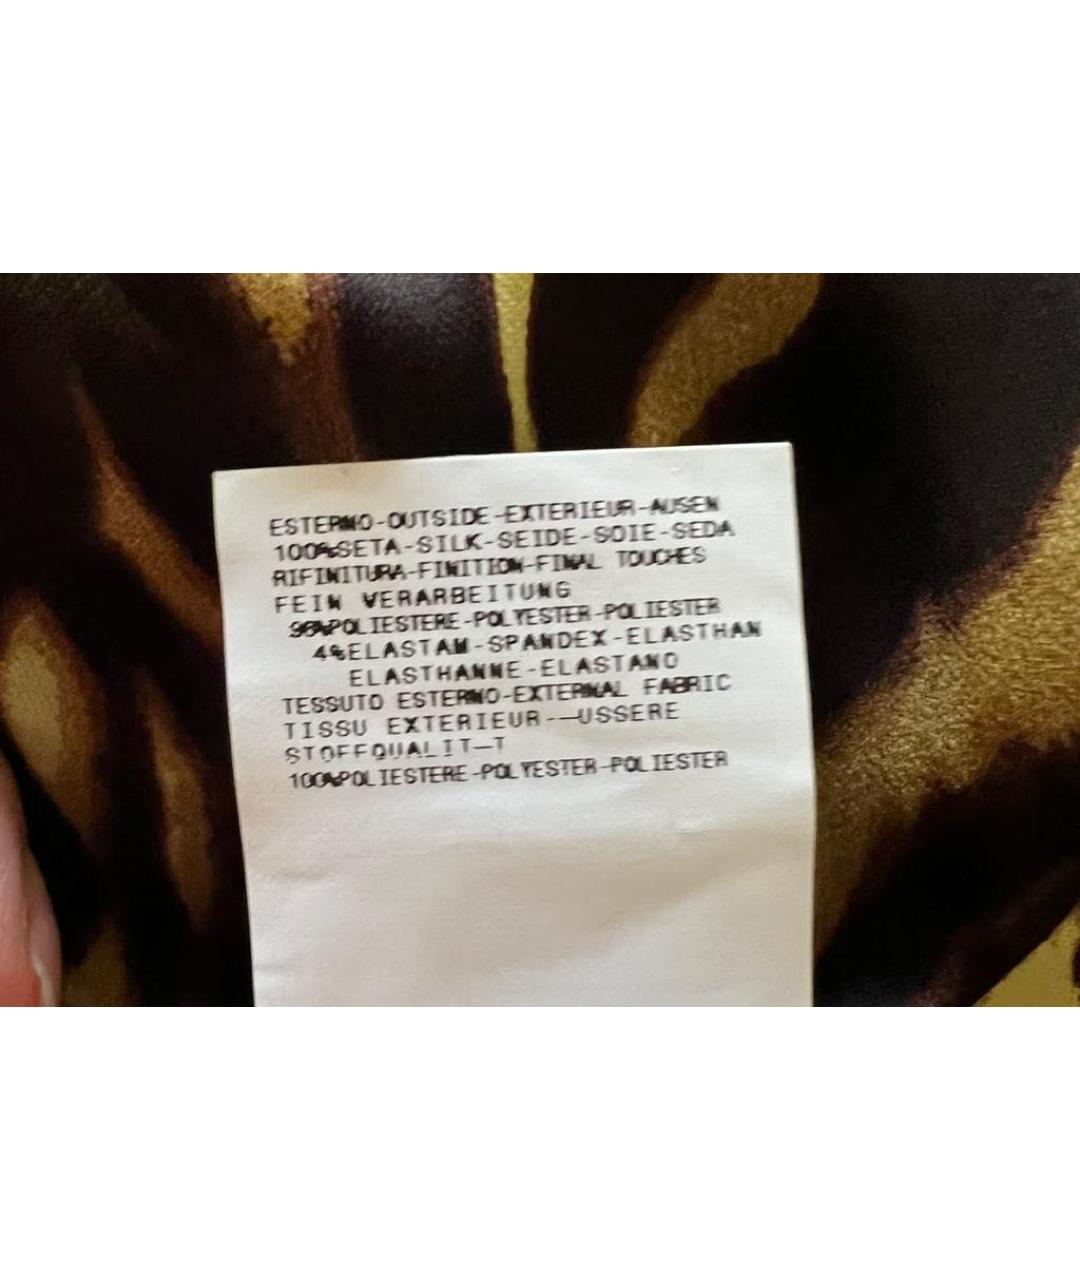 ESTERNO-OUTSIDE-EXTERIEUR-AUSEN
100%SETA-SILK-SEIDE-SOIE-SEDA
RIFINITURA-FINITION-FINAL TOUCHES
FEIN VERARBEITUNG
96%POLIESTERE-POLYESTER-POLIESTER
4%ELASTAM-SPANDEX-ELASTHAN
ELASTHANNE-ELASTANO
TESSUTO ESTERNO-EXTERNAL FABRIC
TISSU EXTERIEUR-—USSERE
STOFFQUALIT—T
100%POLIESTERE-POLYESTER-POLIESTER